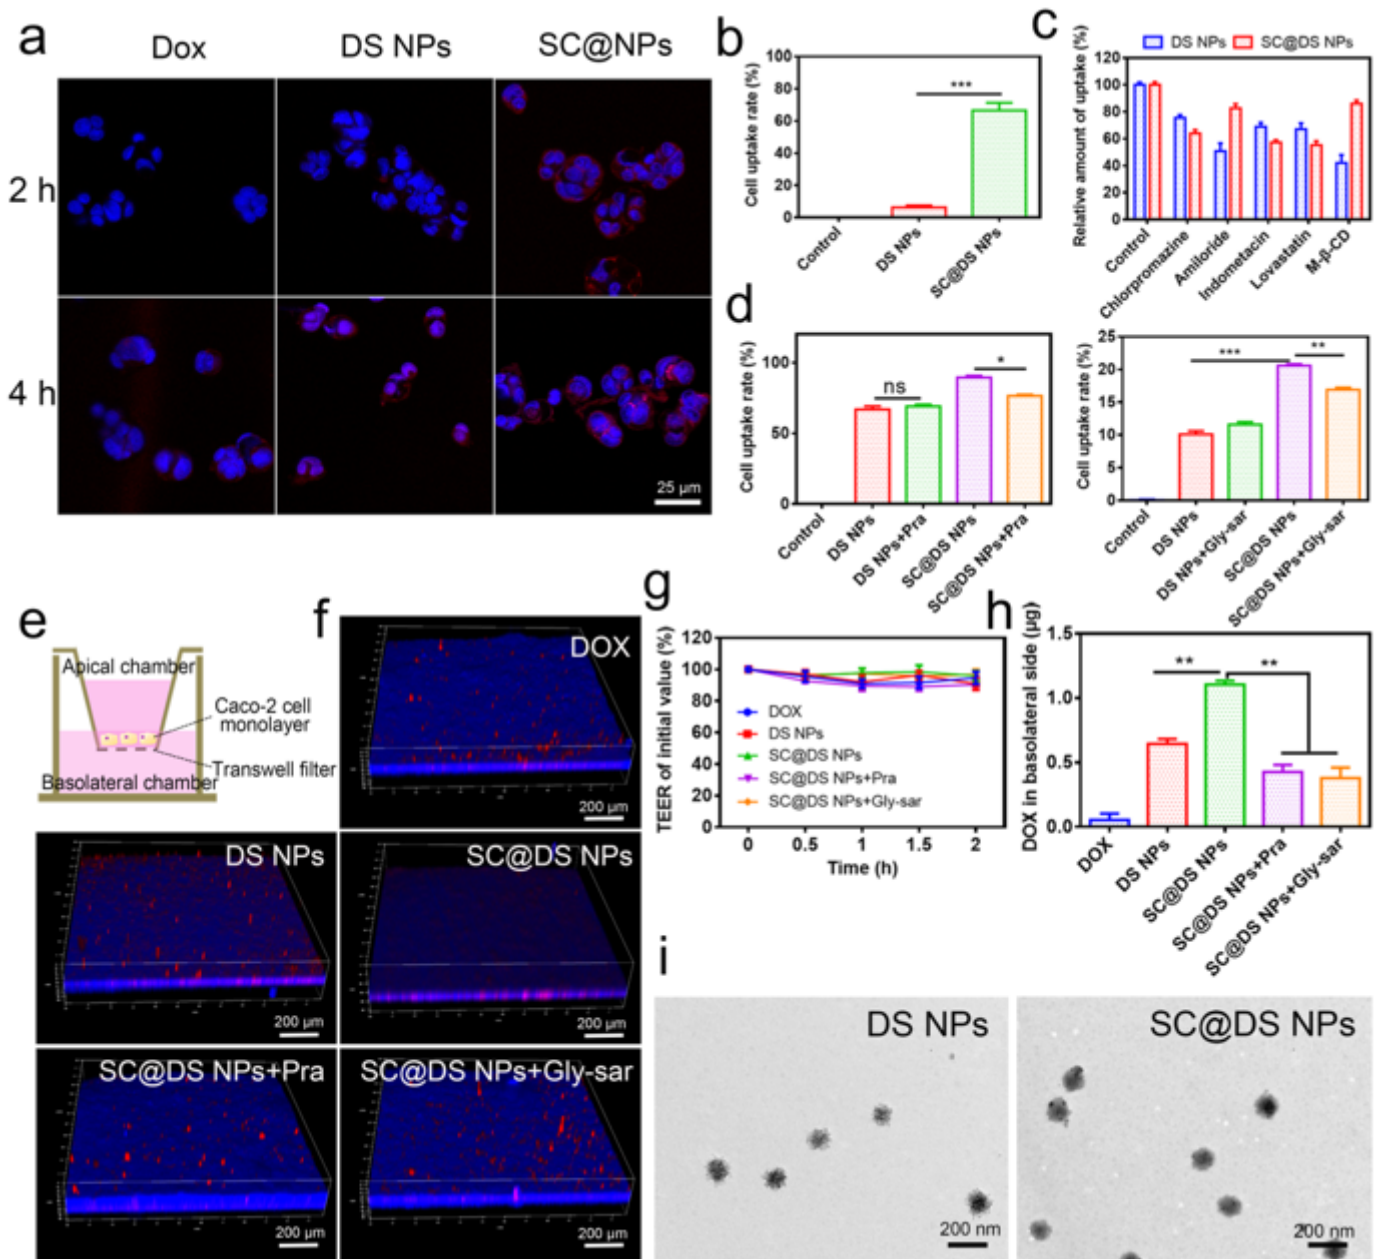 a
Dox
DS NPs
SC@NPs
2 h
4 h
25 µm
b
Cell uptake rate (%)
100
80
60
40
20
0
***
Control
DS NPs
SC@DS NPs
c
DS NPs
SC@DS NPs
Relative amount of uptake (%)
120
100
80
60
40
20
0
Control
Chlorpromazine
Amiloride
Indometacin
Lovastatin
M-β-CD
d
Cell uptake rate (%)
100
50
0
ns
*
Control
DS NPs
DS NPs+Pra
SC@DS NPs
SC@DS NPs+Pra
Cell uptake rate (%)
25
20
15
10
5
0
***
**
Control
DS NPs
DS NPs+Gly-sar
SC@DS NPs
SC@DS NPs+Gly-sar
e
Apical chamber
Caco-2 cell
monolayer
Transwell filter
Basolateral chamber
f
DOX
200 µm
DS NPs
200 µm
SC@DS NPs
200 µm
SC@DS NPs+Pra
200 µm
SC@DS NPs+Gly-sar
200 µm
g
TEER of initial value (%)
120
100
80
60
40
20
0
DOX
DS NPs
SC@DS NPs
SC@DS NPs+Pra
SC@DS NPs+Gly-sar
0
0.5
1
1.5
2
Time (h)
h
DOX in basolateral side (µg)
1.5
1.0
0.5
0.0
**
**
DOX
DS NPs
SC@DS NPs
SC@DS NPs+Pra
SC@DS NPs+Gly-sar
i
DS NPs
200 nm
SC@DS NPs
200 nm